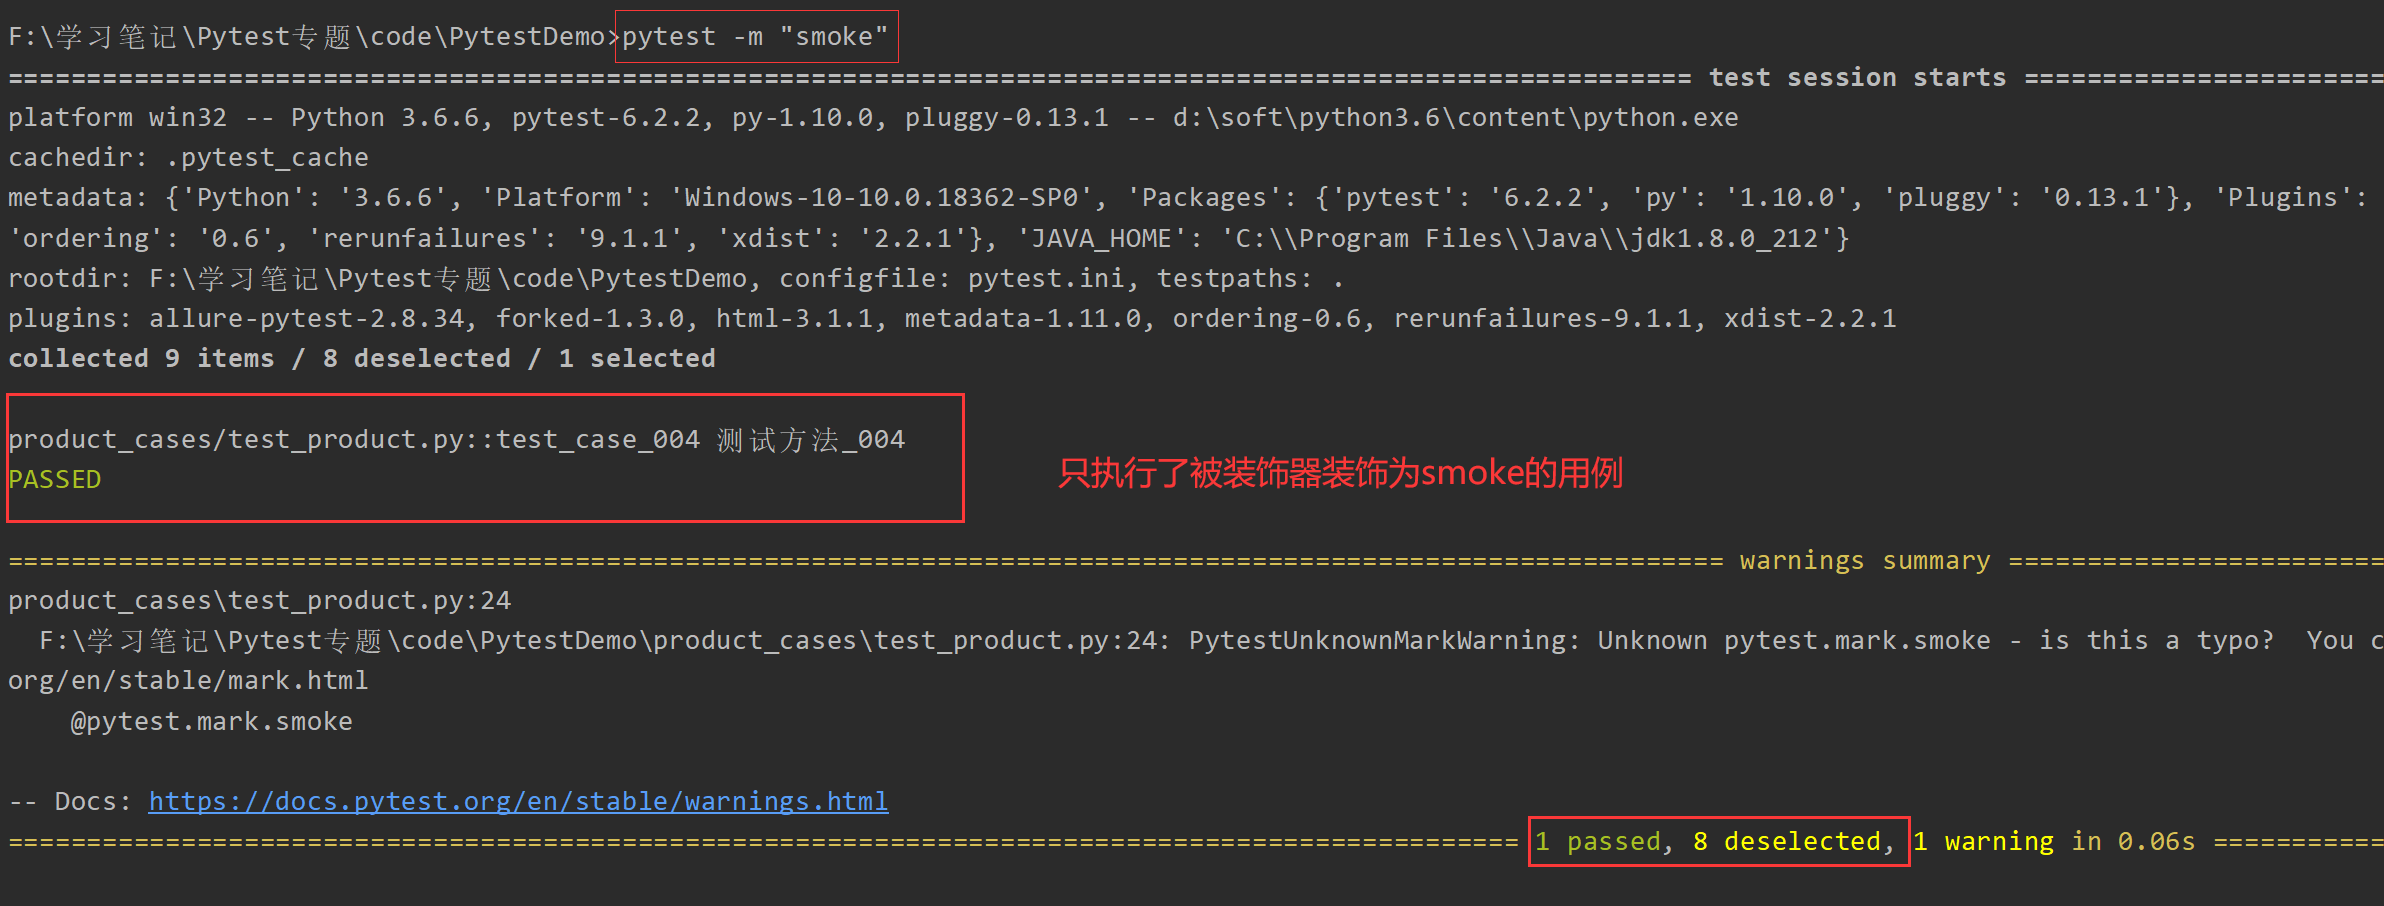 F:\学习笔记\Pytest专题\code\PytestDemo>pytest -m "smoke"
=========================================================================================================== test session starts =======================
platform win32 -- Python 3.6.6, pytest-6.2.2, py-1.10.0, pluggy-0.13.1 -- d:\soft\python3.6\content\python.exe
cachedir: .pytest_cache
metadata: {'Python': '3.6.6', 'Platform': 'Windows-10-10.0.18362-SP0', 'Packages': {'pytest': '6.2.2', 'py': '1.10.0', 'pluggy': '0.13.1'}, 'Plugins':
'ordering': '0.6', 'rerunfailures': '9.1.1', 'xdist': '2.2.1'}, 'JAVA_HOME': 'C:\\Program Files\\Java\\jdk1.8.0_212'}
rootdir: F:\学习笔记\Pytest专题\code\PytestDemo, configfile: pytest.ini, testpaths: .
plugins: allure-pytest-2.8.34, forked-1.3.0, html-3.1.1, metadata-1.11.0, ordering-0.6, rerunfailures-9.1.1, xdist-2.2.1
collected 9 items / 8 deselected / 1 selected
product_cases/test_product.py::test_case_004 测试方法_004
PASSED
只执行了被装饰器装饰为smoke的用例
============================================================================================================= warnings summary ========================
product_cases\test_product.py:24
  F:\学习笔记\Pytest专题\code\PytestDemo\product_cases\test_product.py:24: PytestUnknownMarkWarning: Unknown pytest.mark.smoke - is this a typo?  You c
org/en/stable/mark.html
    @pytest.mark.smoke
-- Docs: https://docs.pytest.org/en/stable/warnings.html
================================================================================================ 1 passed, 8 deselected, 1 warning in 0.06s ===========